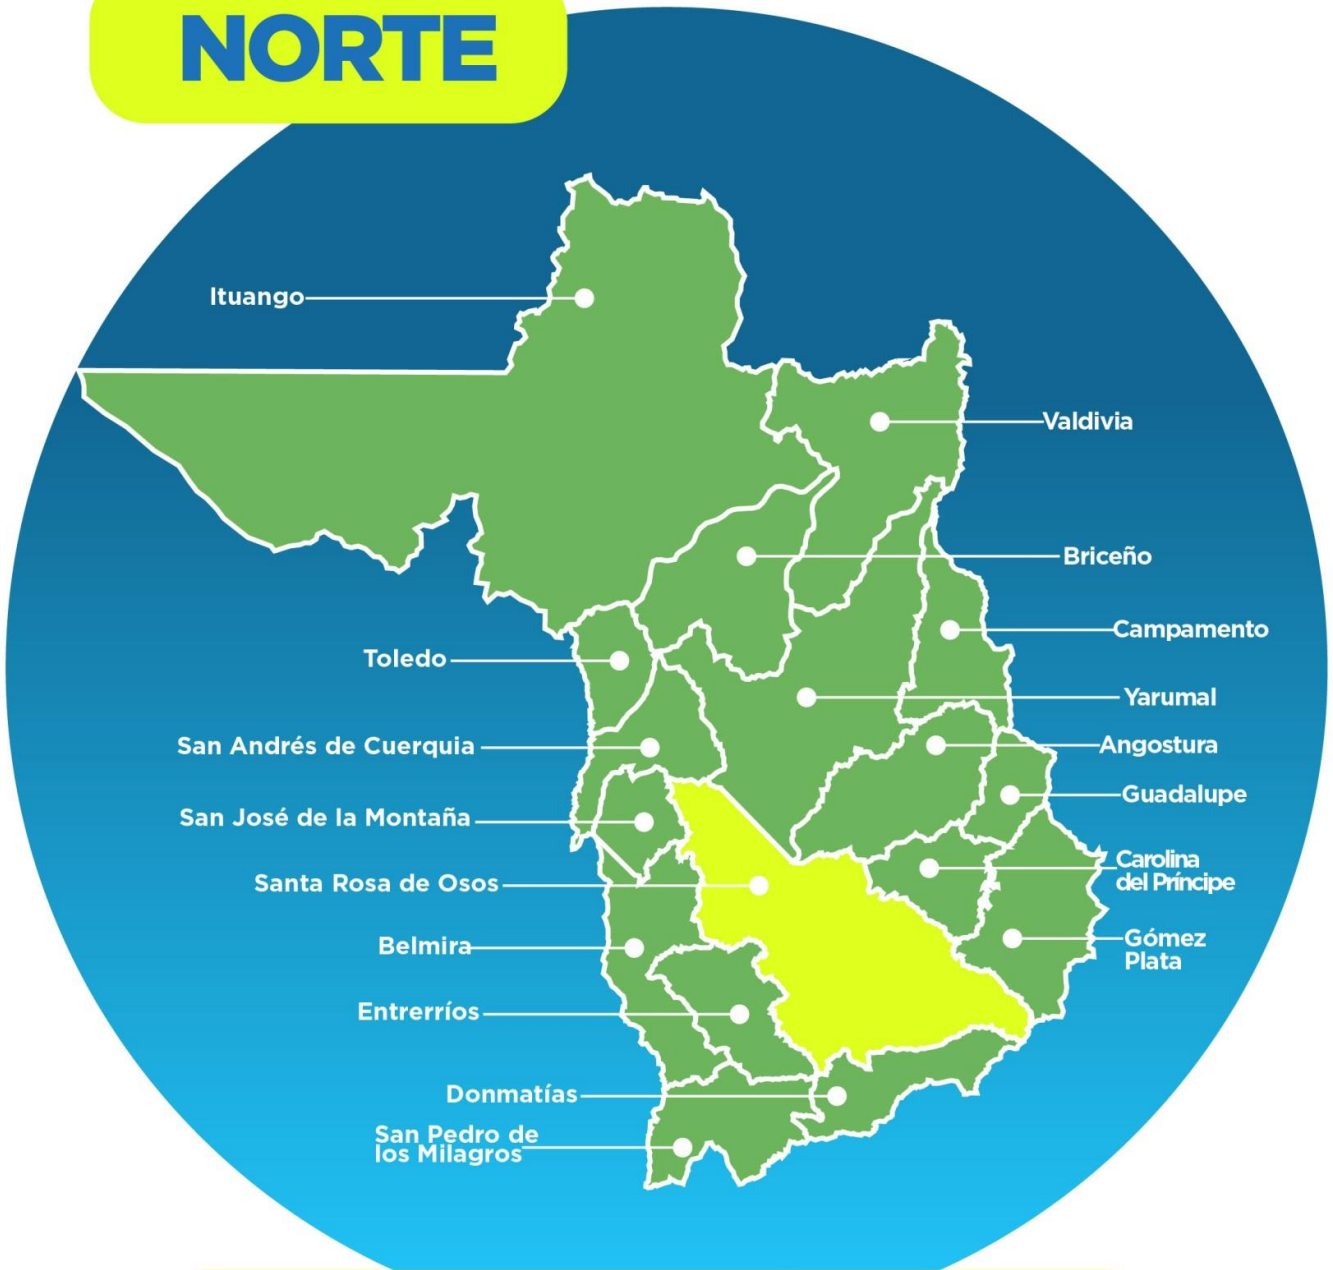 NORTE
Ituango
Valdivia
Briceño
Campamento
Toledo
Yarumal
San Andrés de Cuerquia
Angostura
Guadalupe
San José de la Montaña
Carolina
del Príncipe
Santa Rosa de Osos
Belmira
Gómez
Plata
Entrerríos
Donmatías
San Pedro de
los Milagros